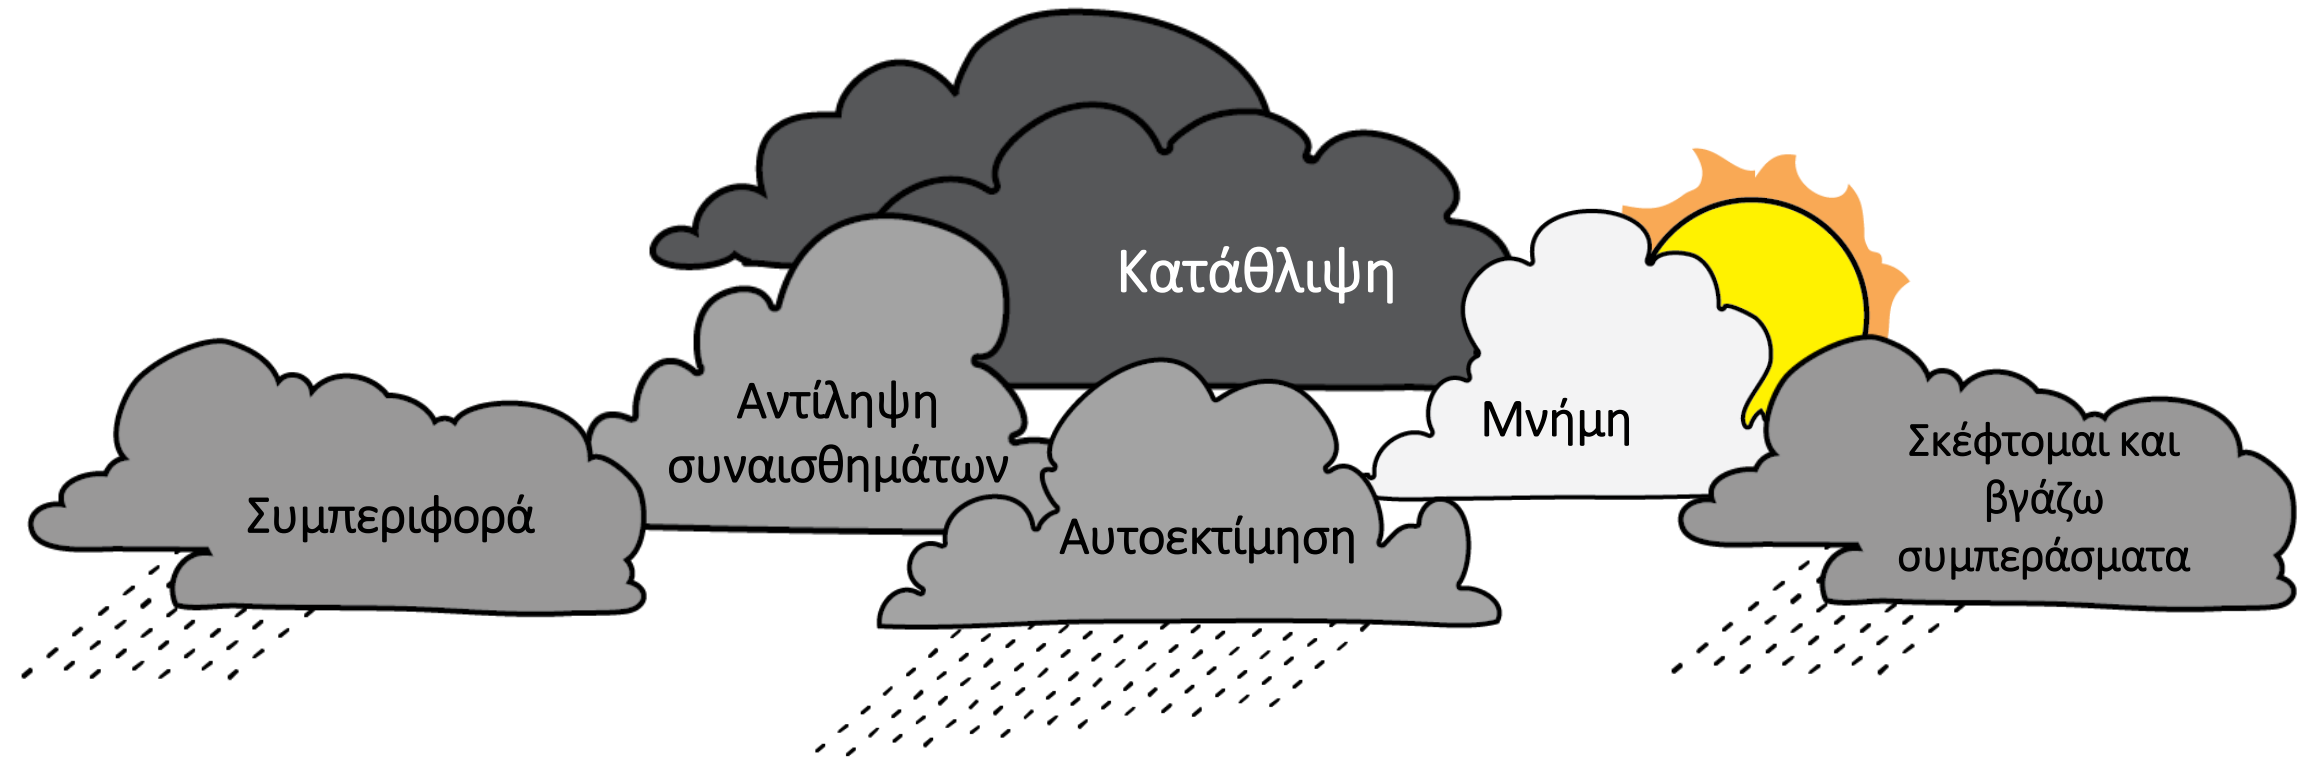 Κατάθλιψη
Αντίληψη
συναισθημάτων
Μνήμη
Σκέφτομαι και
βγάζω
συμπεράσματα
Συμπεριφορά
Αυτοεκτίμηση